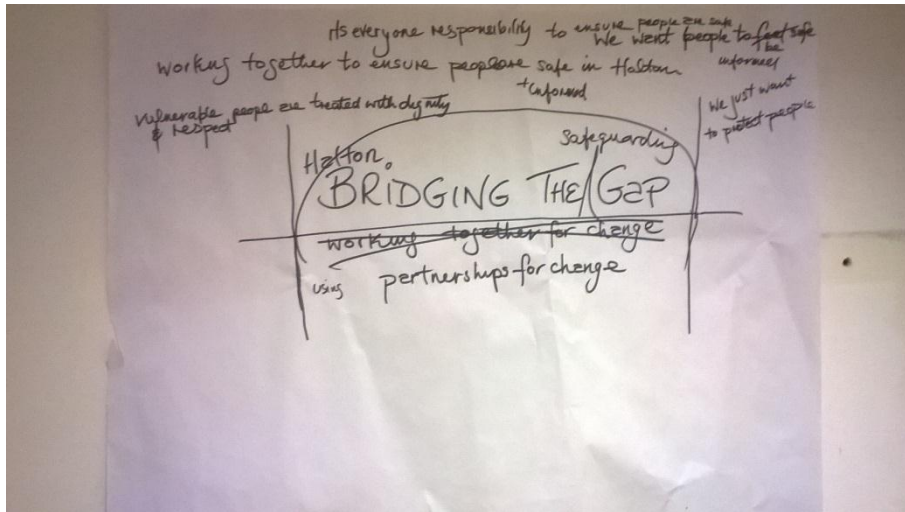 its everyone responsibility to ensure people are safe
We want people to feel safe
be
informed
working together to ensure people are safe in Halton
+ informed
vulnerable people are treated with dignity
& respect
We just want
to protect people
Halton.
Safeguarding
BRIDGING THE GAP
working together for change
using partnerships for change